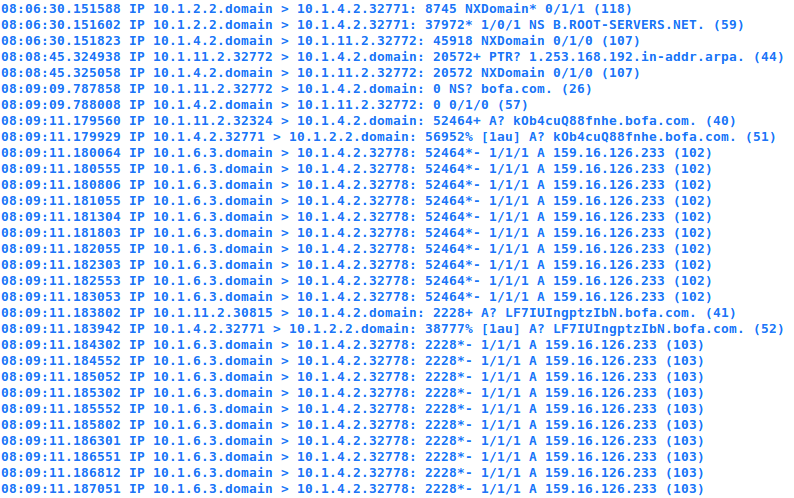 08:06:30.151588 IP 10.1.2.2.domain > 10.1.4.2.32771: 8745 NXDomain* 0/1/1 (118)
08:06:30.151602 IP 10.1.2.2.domain > 10.1.4.2.32771: 37972* 1/0/1 NS B.ROOT-SERVERS.NET. (59)
08:06:30.151823 IP 10.1.4.2.domain > 10.1.11.2.32772: 45918 NXDomain 0/1/0 (107)
08:08:45.324938 IP 10.1.11.2.32772 > 10.1.4.2.domain: 20572+ PTR? 1.253.168.192.in-addr.arpa. (44)
08:08:45.325058 IP 10.1.4.2.domain > 10.1.11.2.32772: 20572 NXDomain 0/1/0 (107)
08:09:09.787858 IP 10.1.11.2.32772 > 10.1.4.2.domain: 0 NS? bofa.com. (26)
08:09:09.788008 IP 10.1.4.2.domain > 10.1.11.2.32772: 0 0/1/0 (57)
08:09:11.179560 IP 10.1.11.2.32324 > 10.1.4.2.domain: 52464+ A? kOb4cuQ88fnhe.bofa.com. (40)
08:09:11.179929 IP 10.1.4.2.32771 > 10.1.2.2.domain: 56952% [1au] A? kOb4cuQ88fnhe.bofa.com. (51)
08:09:11.180064 IP 10.1.6.3.domain > 10.1.4.2.32778: 52464*- 1/1/1 A 159.16.126.233 (102)
08:09:11.180555 IP 10.1.6.3.domain > 10.1.4.2.32778: 52464*- 1/1/1 A 159.16.126.233 (102)
08:09:11.180806 IP 10.1.6.3.domain > 10.1.4.2.32778: 52464*- 1/1/1 A 159.16.126.233 (102)
08:09:11.181055 IP 10.1.6.3.domain > 10.1.4.2.32778: 52464*- 1/1/1 A 159.16.126.233 (102)
08:09:11.181304 IP 10.1.6.3.domain > 10.1.4.2.32778: 52464*- 1/1/1 A 159.16.126.233 (102)
08:09:11.181803 IP 10.1.6.3.domain > 10.1.4.2.32778: 52464*- 1/1/1 A 159.16.126.233 (102)
08:09:11.182055 IP 10.1.6.3.domain > 10.1.4.2.32778: 52464*- 1/1/1 A 159.16.126.233 (102)
08:09:11.182303 IP 10.1.6.3.domain > 10.1.4.2.32778: 52464*- 1/1/1 A 159.16.126.233 (102)
08:09:11.182553 IP 10.1.6.3.domain > 10.1.4.2.32778: 52464*- 1/1/1 A 159.16.126.233 (102)
08:09:11.183053 IP 10.1.6.3.domain > 10.1.4.2.32778: 52464*- 1/1/1 A 159.16.126.233 (102)
08:09:11.183802 IP 10.1.11.2.30815 > 10.1.4.2.domain: 2228+ A? LF7IUIngptzIbN.bofa.com. (41)
08:09:11.183942 IP 10.1.4.2.32771 > 10.1.2.2.domain: 38777% [1au] A? LF7IUIngptzIbN.bofa.com. (52)
08:09:11.184302 IP 10.1.6.3.domain > 10.1.4.2.32778: 2228*- 1/1/1 A 159.16.126.233 (103)
08:09:11.184552 IP 10.1.6.3.domain > 10.1.4.2.32778: 2228*- 1/1/1 A 159.16.126.233 (103)
08:09:11.185052 IP 10.1.6.3.domain > 10.1.4.2.32778: 2228*- 1/1/1 A 159.16.126.233 (103)
08:09:11.185302 IP 10.1.6.3.domain > 10.1.4.2.32778: 2228*- 1/1/1 A 159.16.126.233 (103)
08:09:11.185552 IP 10.1.6.3.domain > 10.1.4.2.32778: 2228*- 1/1/1 A 159.16.126.233 (103)
08:09:11.185802 IP 10.1.6.3.domain > 10.1.4.2.32778: 2228*- 1/1/1 A 159.16.126.233 (103)
08:09:11.186301 IP 10.1.6.3.domain > 10.1.4.2.32778: 2228*- 1/1/1 A 159.16.126.233 (103)
08:09:11.186551 IP 10.1.6.3.domain > 10.1.4.2.32778: 2228*- 1/1/1 A 159.16.126.233 (103)
08:09:11.186812 IP 10.1.6.3.domain > 10.1.4.2.32778: 2228*- 1/1/1 A 159.16.126.233 (103)
08:09:11.187051 IP 10.1.6.3.domain > 10.1.4.2.32778: 2228*- 1/1/1 A 159.16.126.233 (103)